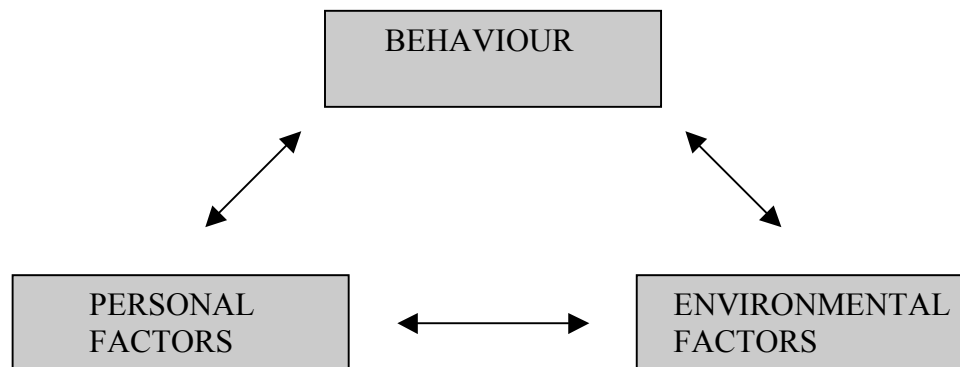 BEHAVIOUR
PERSONAL
FACTORS
ENVIRONMENTAL
FACTORS